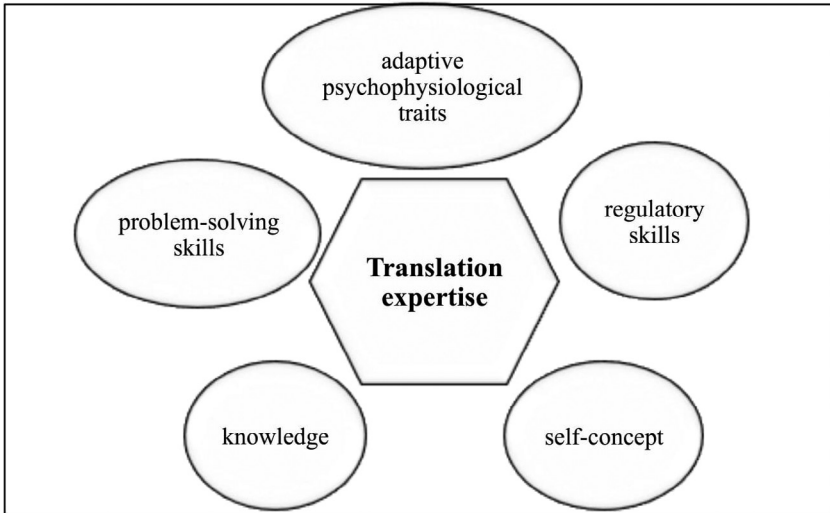 adaptive
psychophysiological
traits
problem-solving
skills
regulatory
skills
Translation
expertise
knowledge
self-concept